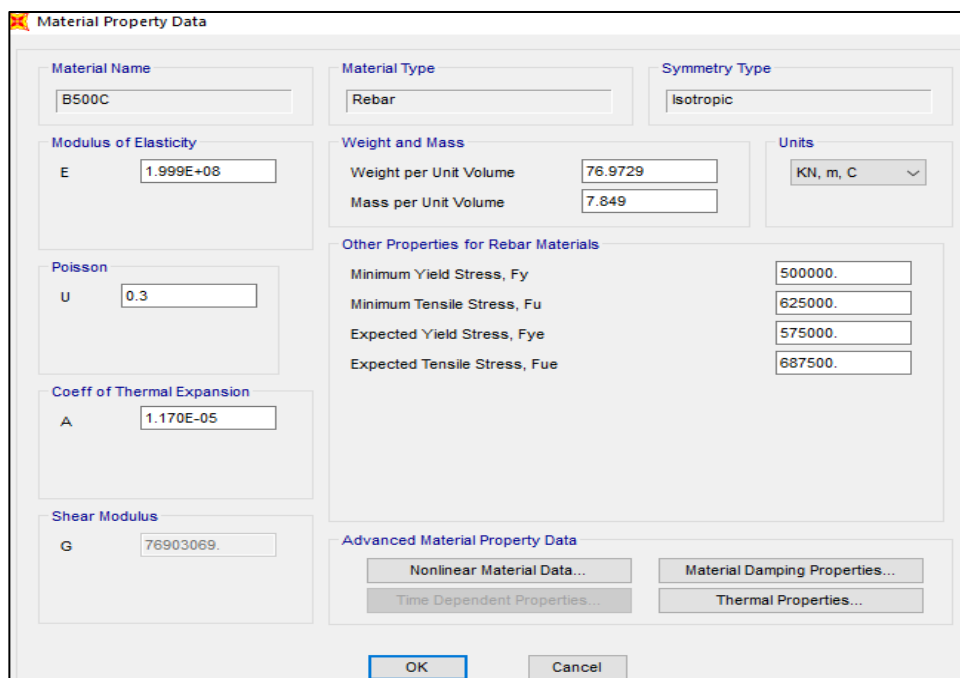 Material Property Data
Material Name
B500C
Material Type
Rebar
Symmetry Type
Isotropic
Modulus of Elasticity
E 1.999E+08
Weight and Mass
Weight per Unit Volume 76.9729
Mass per Unit Volume 7.849
Units
KN, m, C
Poisson
U 0.3
Other Properties for Rebar Materials
Minimum Yield Stress, Fy 500000.
Minimum Tensile Stress, Fu 625000.
Expected Yield Stress, Fye 575000.
Expected Tensile Stress, Fue 687500.
Coeff of Thermal Expansion
A 1.170E-05
Shear Modulus
G 76903069.
Advanced Material Property Data
Nonlinear Material Data... Material Damping Properties...
Time Dependent Properties... Thermal Properties...
OK Cancel